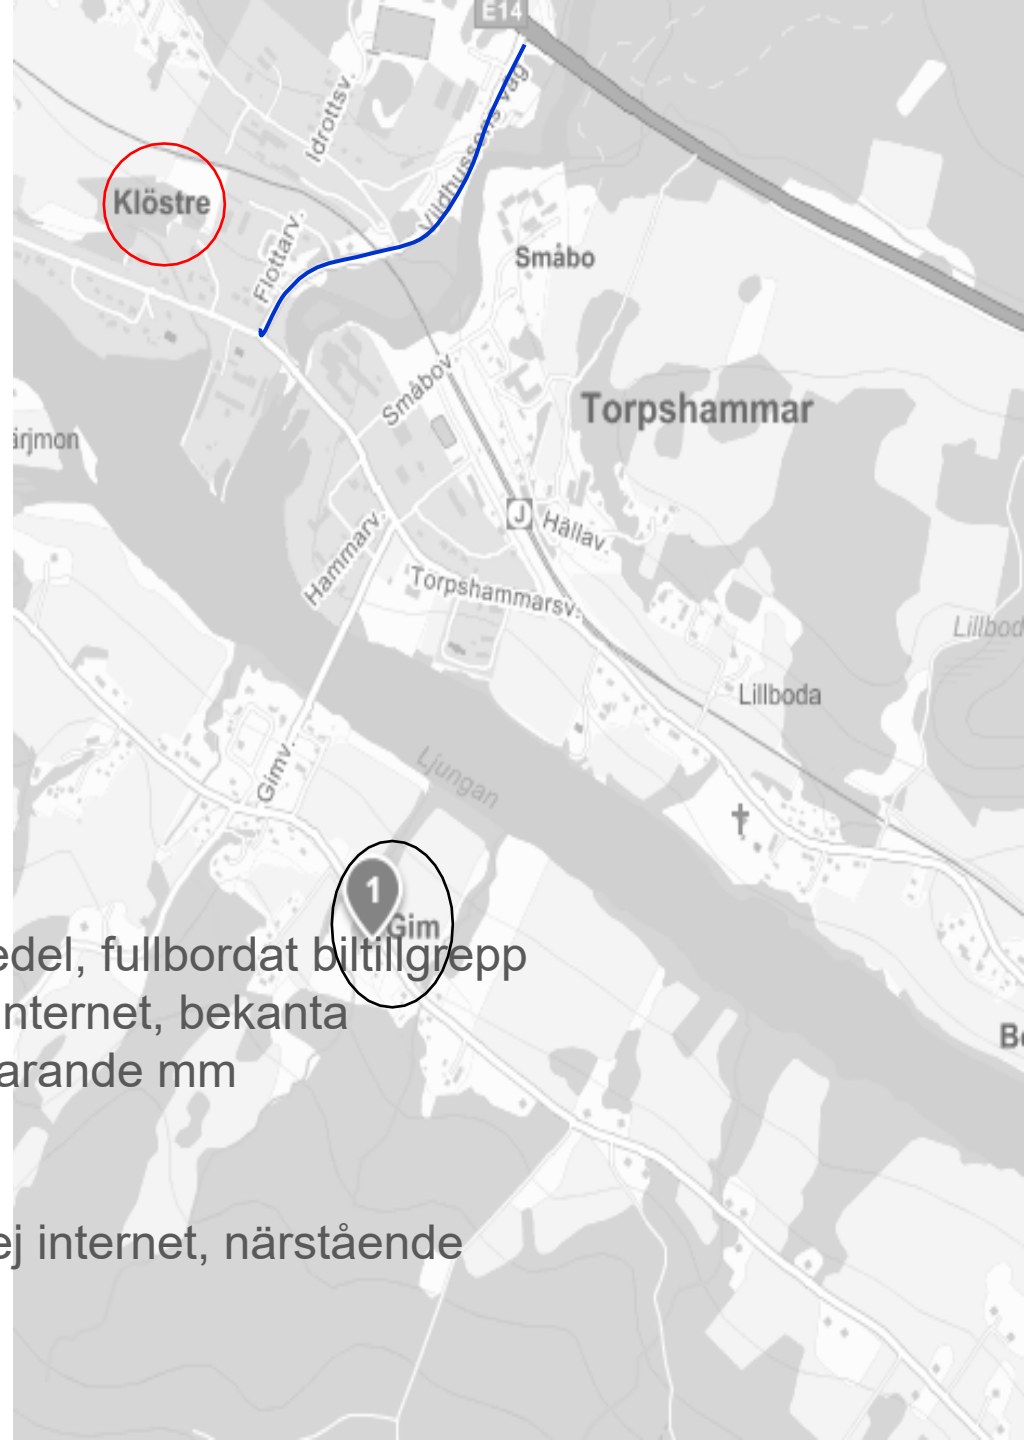 E14
Idrottsv.
Vildhussens väg
Klöstre
Flottarv.
Småbo
Småbov.
Torpshammar
ärjmon
J
Hällav.
Hammarv.
Torpshammarsv.
Lillbod
Lillboda
Ljungan
Gimv.
1
Gim
edel, fullbordat biltillgrepp
nternet, bekanta
Be
arande mm
ej internet, närstående